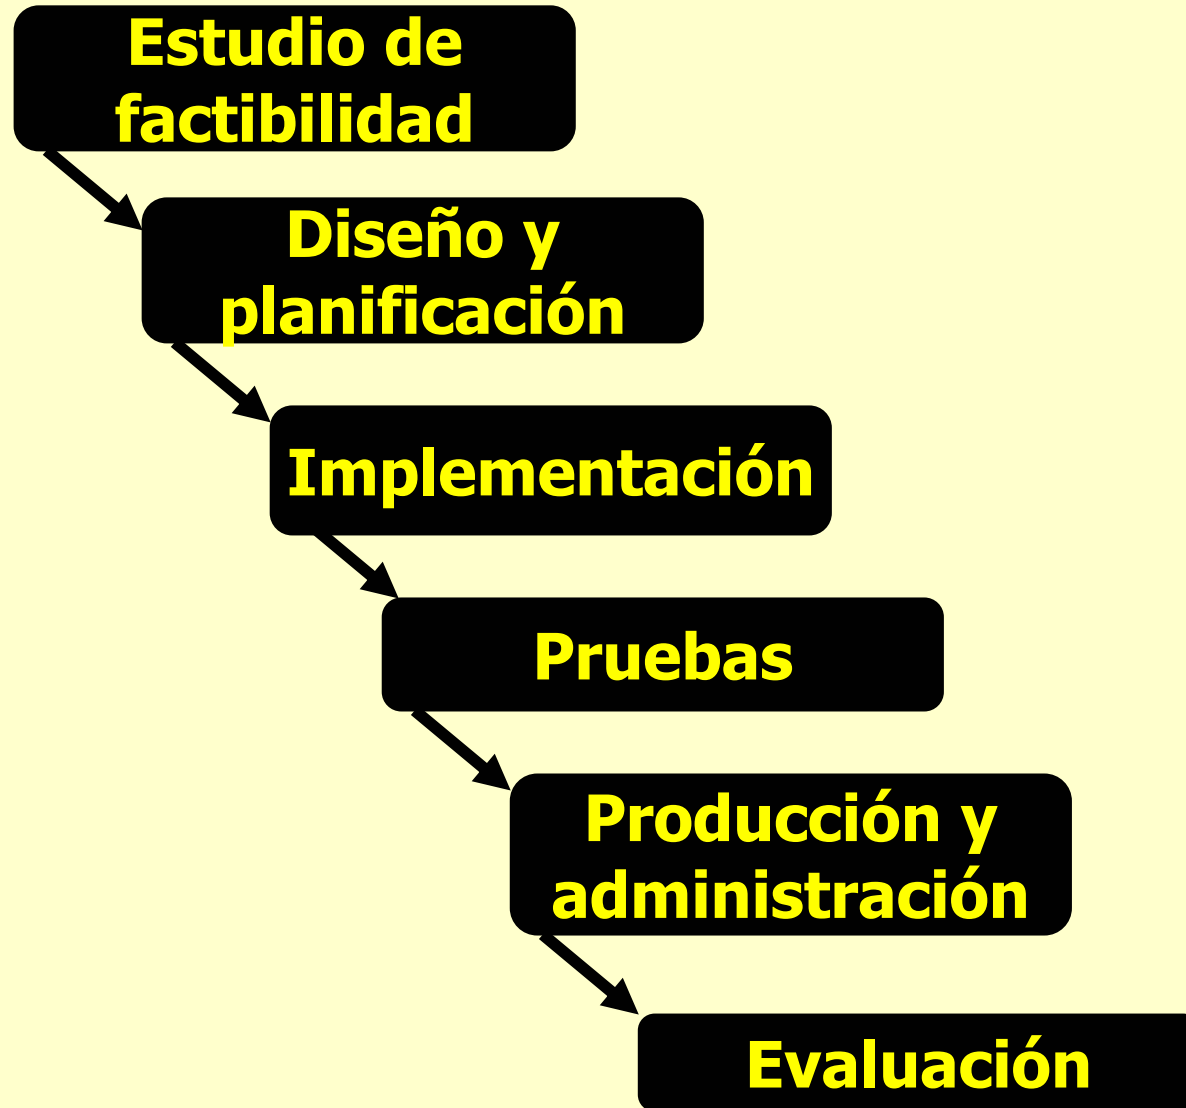 Estudio de
factibilidad
Diseño y
planificación
Implementación
Pruebas
Producción y
administración
Evaluación